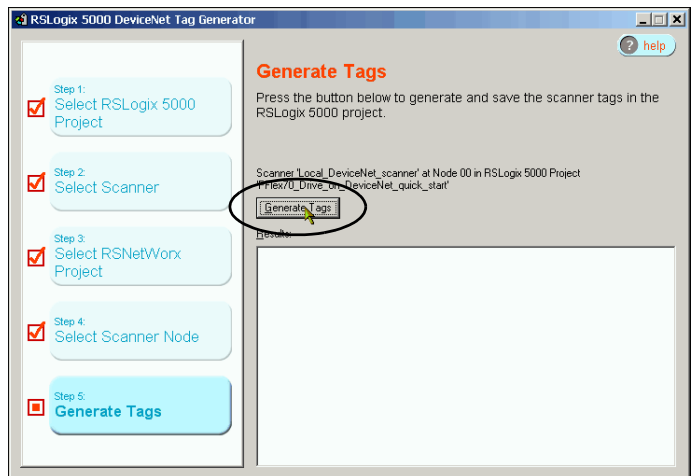 RSLogix 5000 DeviceNet Tag Generator
help
Step 1:
Select RSLogix 5000
Project
Step 2:
Select Scanner
Step 3:
Select RSNetWorx
Project
Step 4:
Select Scanner Node
Step 5:
Generate Tags
Generate Tags
Press the button below to generate and save the scanner tags in the
RSLogix 5000 project.
Scanner 'Local_DeviceNet_scanner' at Node 00 in RSLogix 5000 Project
'PFlex70_Drive_on_DeviceNet_quick_start'
Generate Tags
Results: